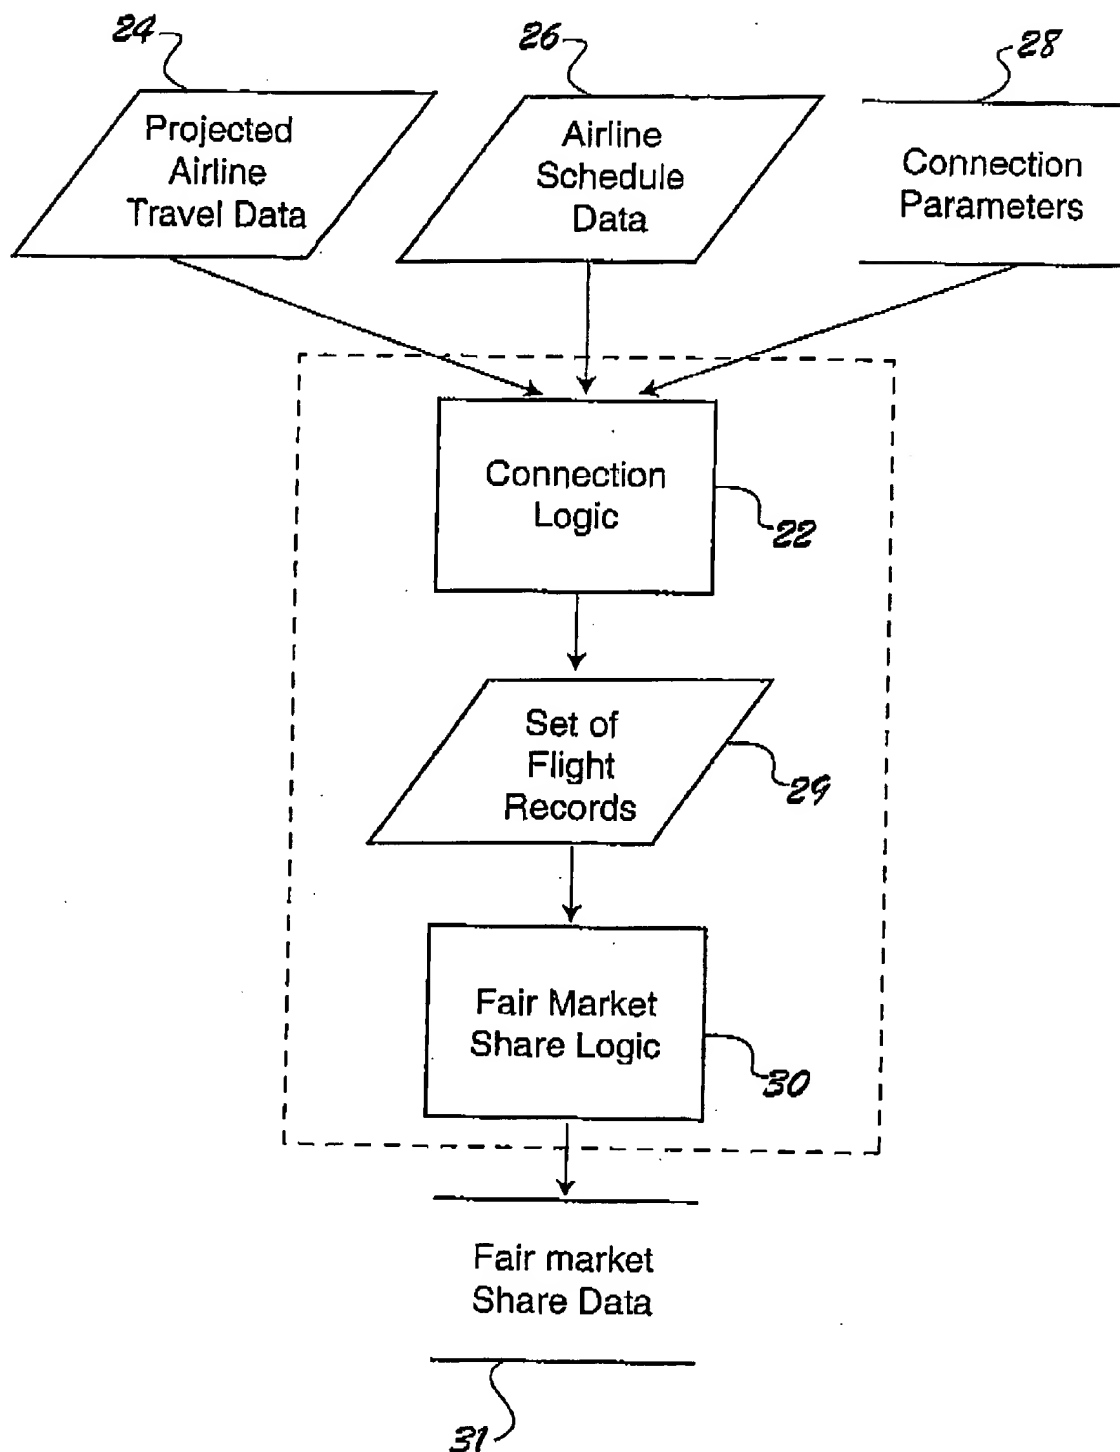 24
26
28
Projected
Airline
Travel Data
Airline
Schedule
Data
Connection
Parameters
Connection
Logic
22
Set of
Flight
Records
29
Fair Market
Share Logic
30
Fair market
Share Data
31